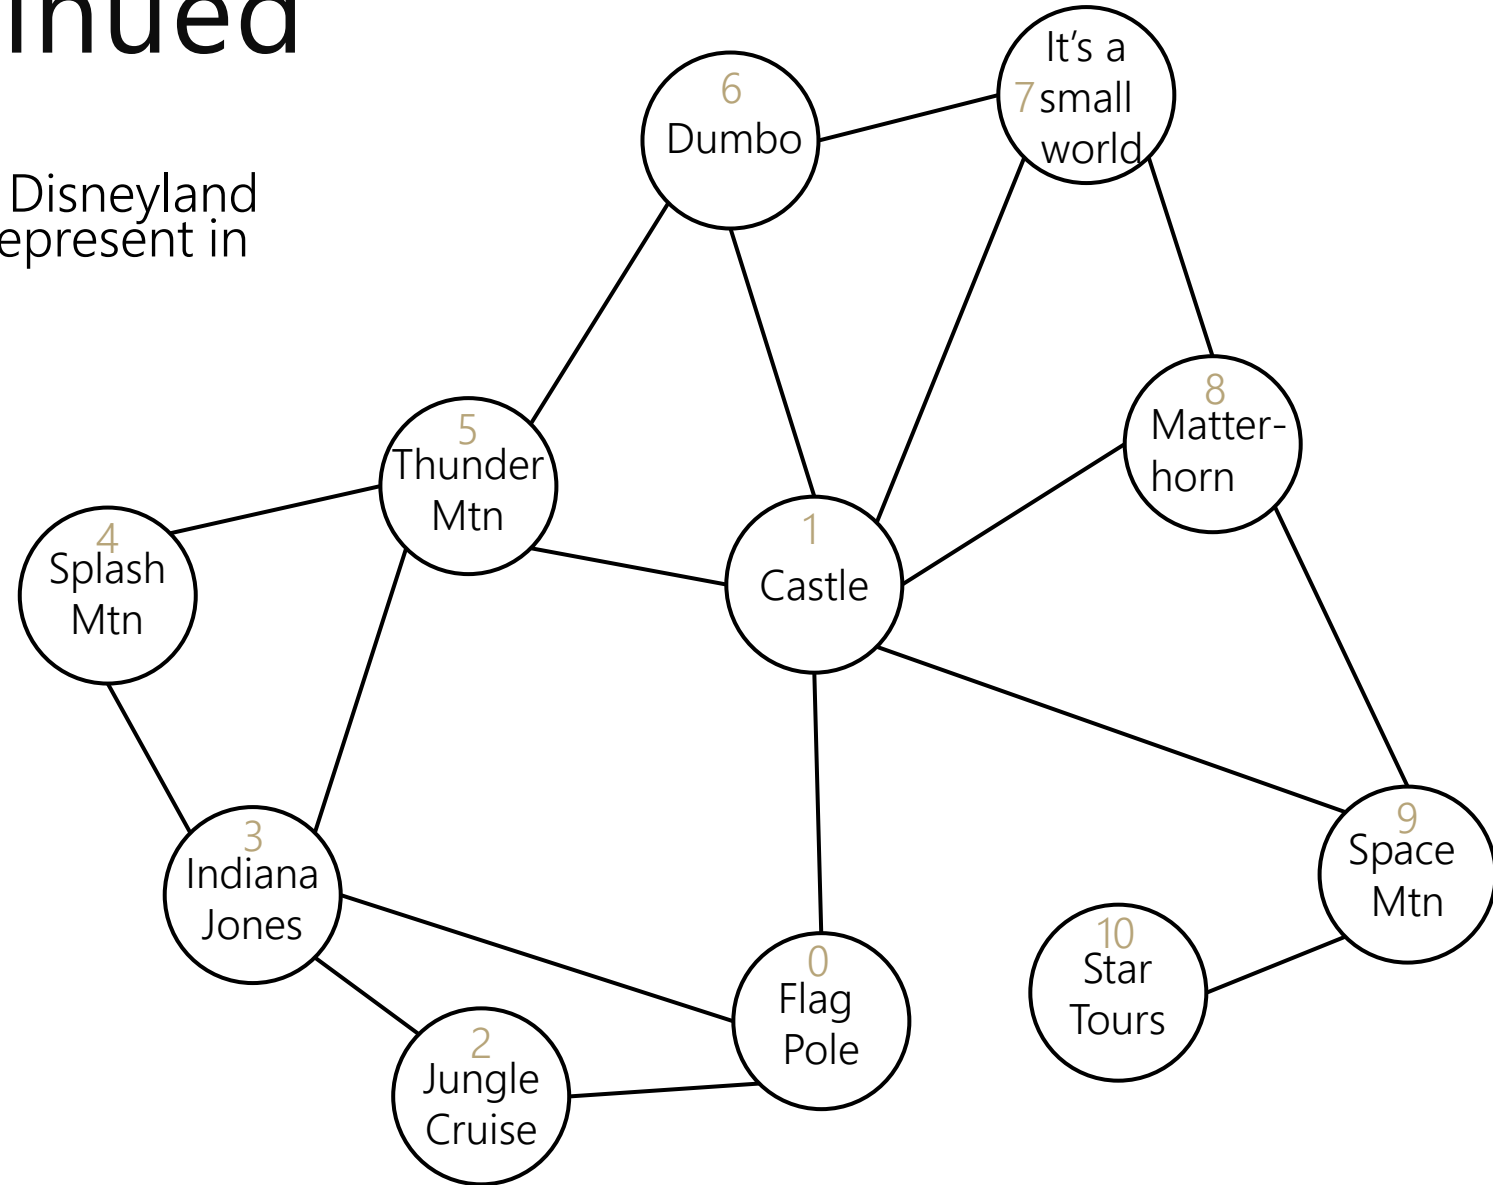 inued
Disneyland
epresent in
6
Dumbo
It's a
7 small
world
5
Thunder
Mtn
8
Matter-
horn
4
Splash
Mtn
1
Castle
3
Indiana
Jones
9
Space
Mtn
0
Flag
Pole
10
Star
Tours
2
Jungle
Cruise